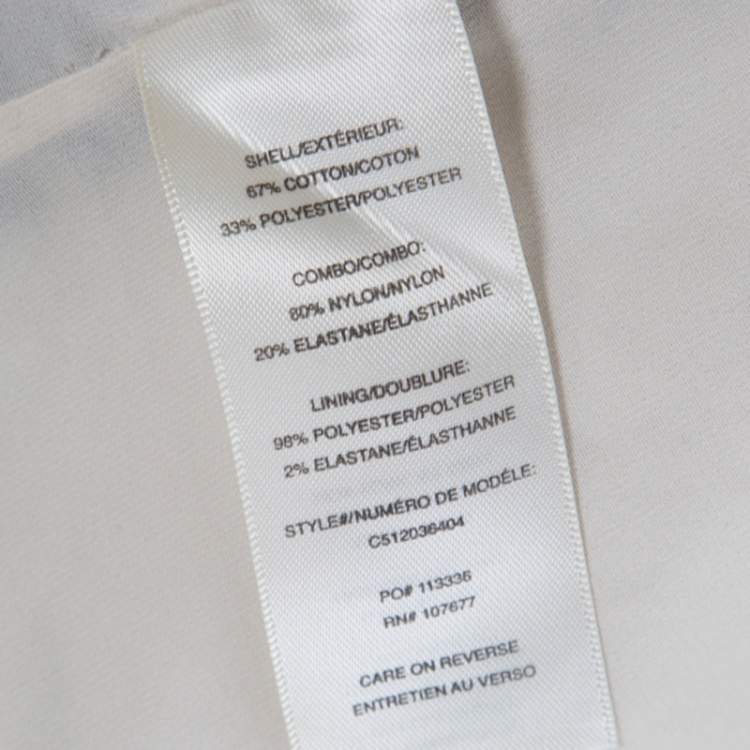 SHELL/EXTÉRIEUR:
67% COTTON/COTON
33% POLYESTER/POLYESTER
COMBO/COMBO:
80% NYLON/NYLON
20% ELASTANE/ÉLASTHANNE
LINING/DOUBLURE:
98% POLYESTER/POLYESTER
2% ELASTANE/ÉLASTHANNE
STYLE#/NUMÉRO DE MODÉLE:
C512036404
PO# 113336
RN# 107677
CARE ON REVERSE
ENTRETIEN AU VERSO